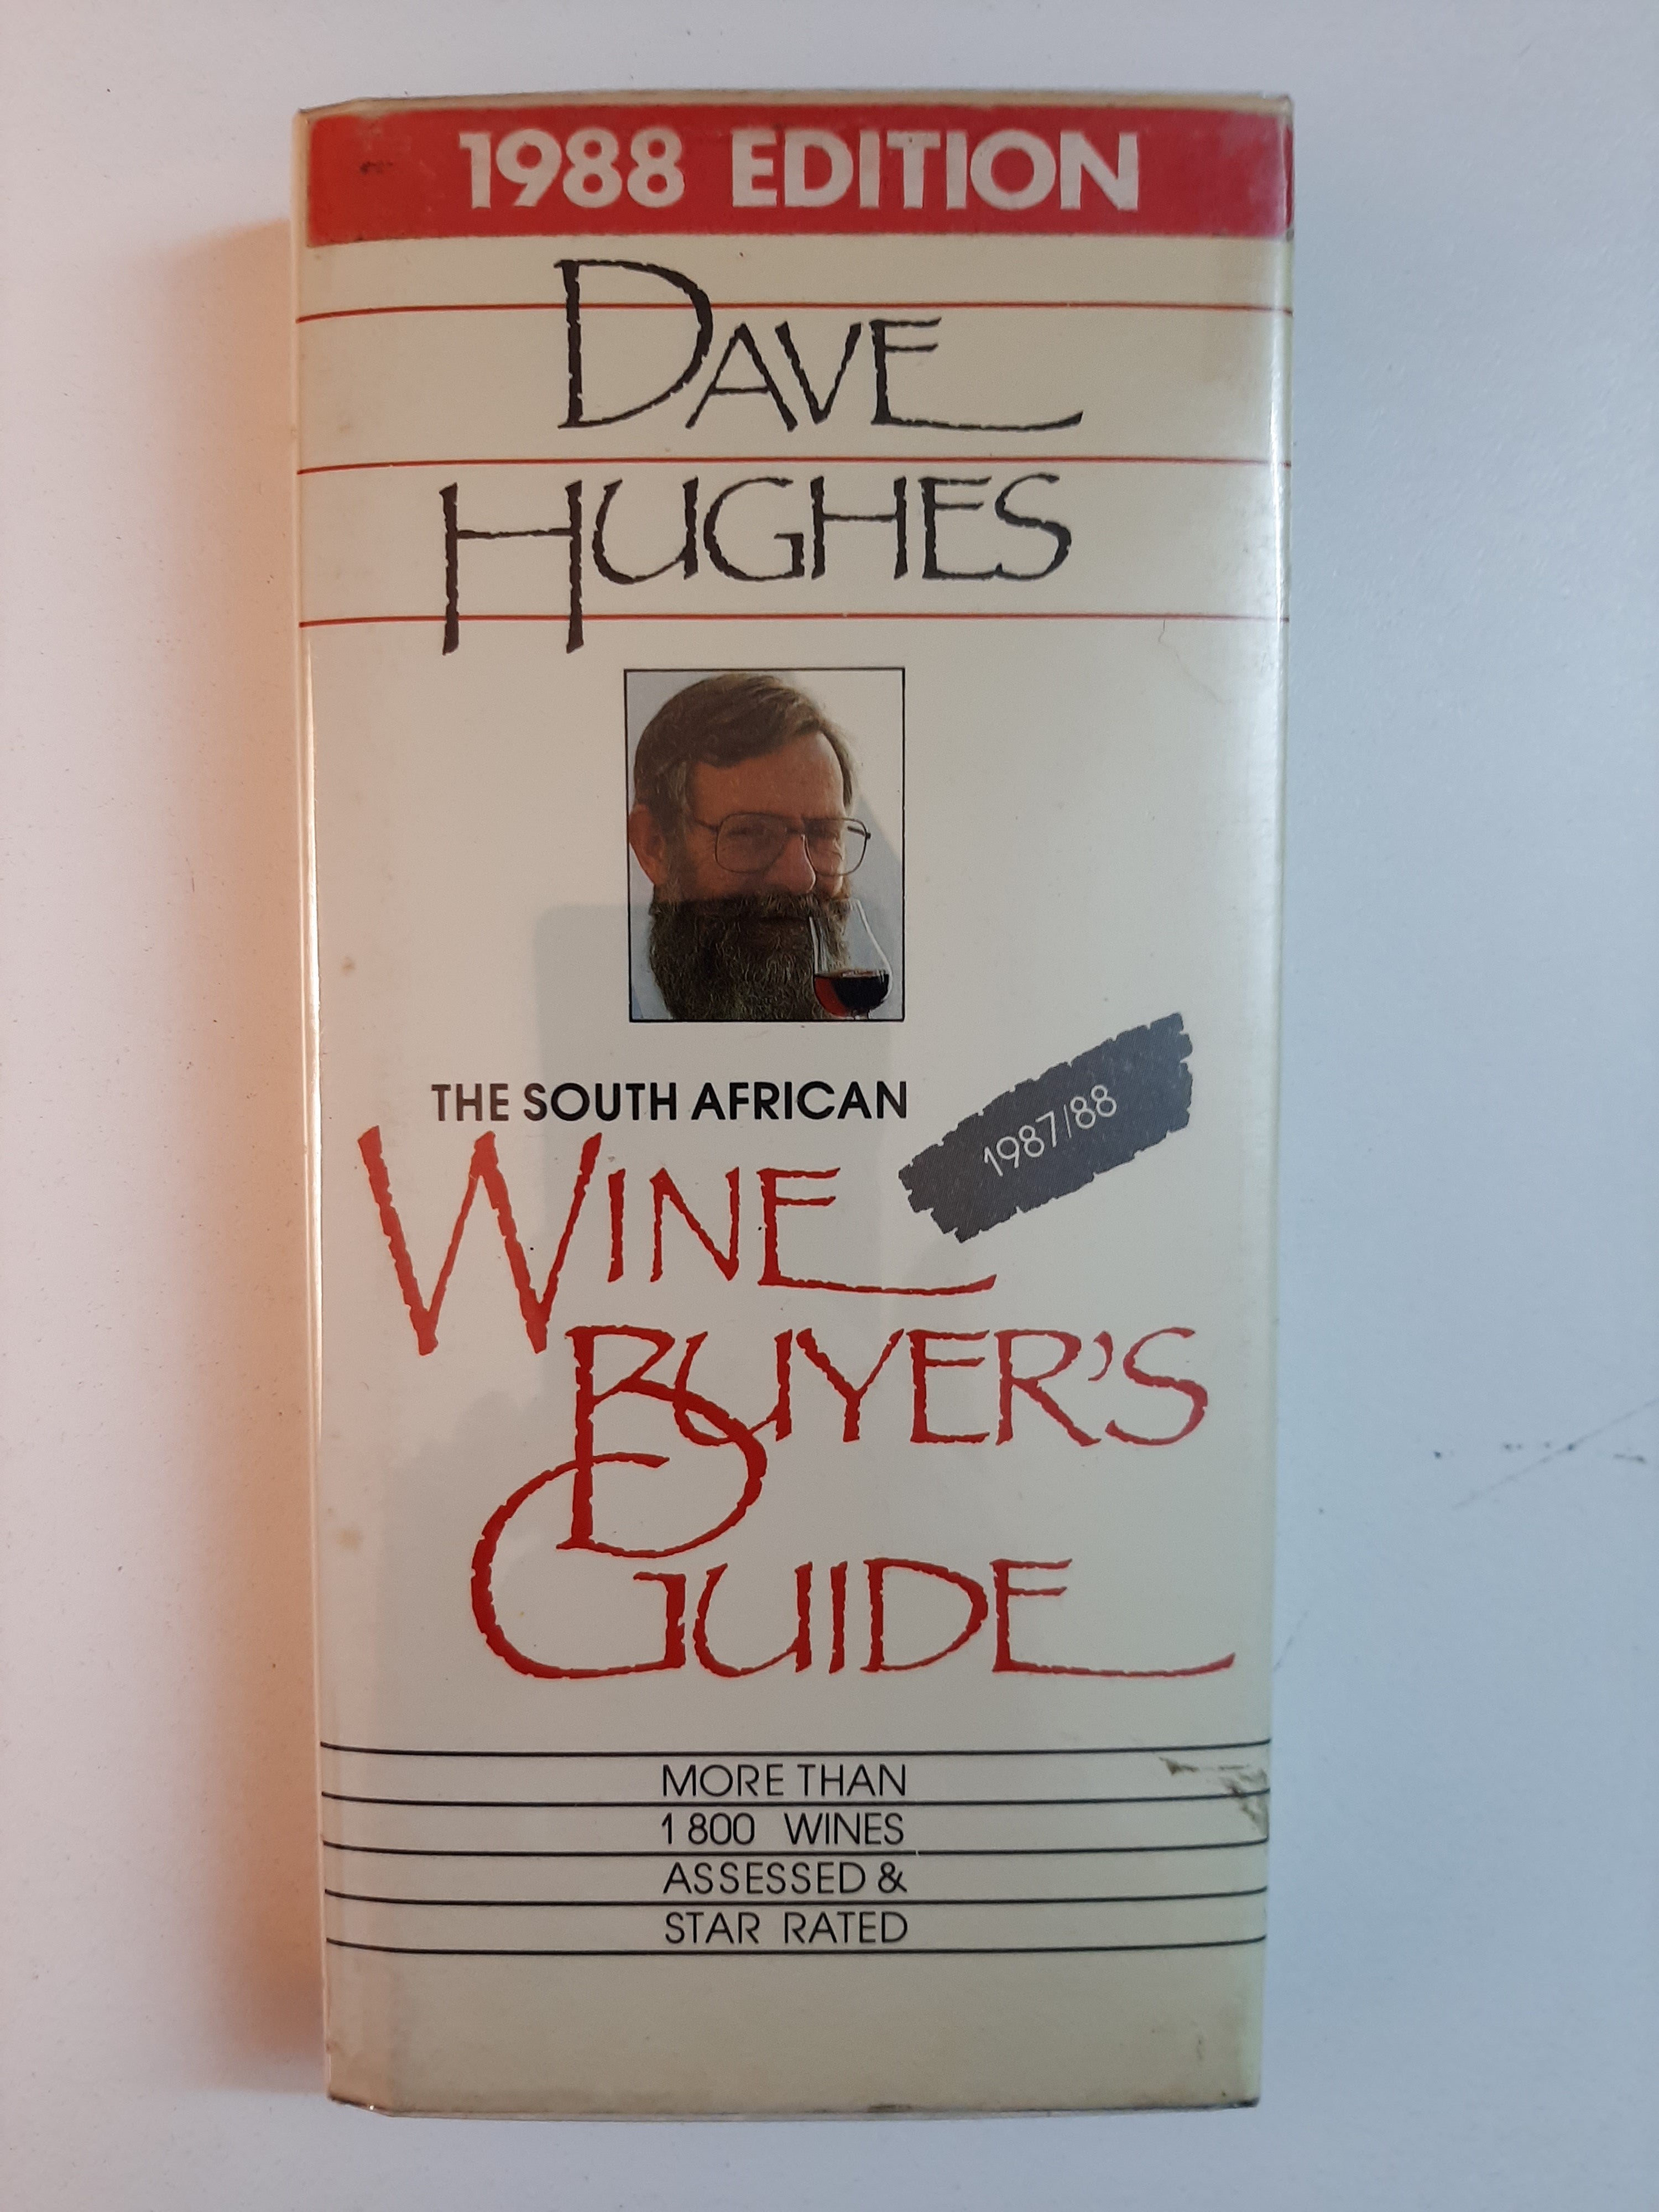 1988 EDITION
DAVE
HUGHES
THE SOUTH AFRICAN
1987/88
WINE
BUYER'S
GUIDE
MORE THAN
1 800 WINES
ASSESSED &
STAR RATED